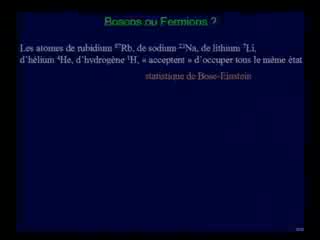 Bosons ou Fermions ?
Les atomes de rubidium ⁸⁷Rb, de sodium ²³Na, de lithium ⁷Li,
d'hélium ⁴He, d'hydrogène ¹H, « acceptent » d'occuper tous le même état
statistique de Bose-Einstein